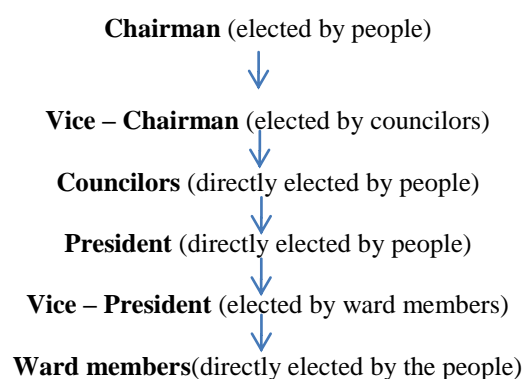 Chairman (elected by people)
Vice – Chairman (elected by councilors)
Councilors (directly elected by people)
President (directly elected by people)
Vice – President (elected by ward members)
Ward members(directly elected by the people)